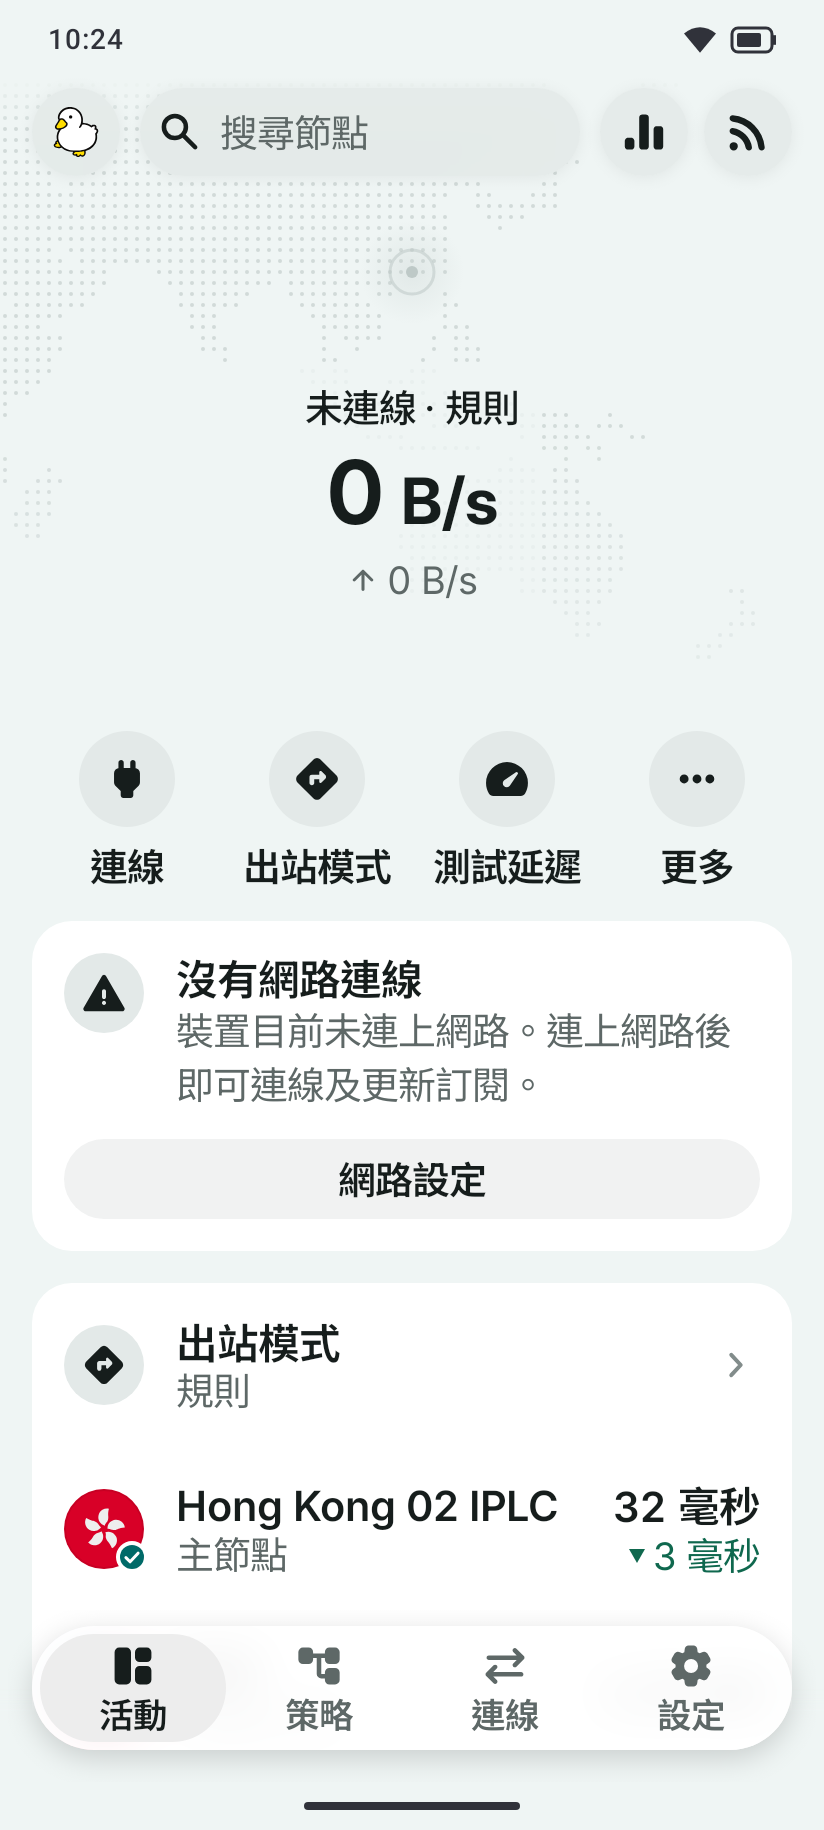 10:24
搜尋節點
未連線 · 規則
0 B/s
↑ 0 B/s
連線
出站模式
測試延遲
更多
沒有網路連線
裝置目前未連上網路。連上網路後
即可連線及更新訂閱。
網路設定
出站模式
規則
Hong Kong 02 IPLC
32 毫秒
主節點
▼3 毫秒
活動
策略
連線
設定